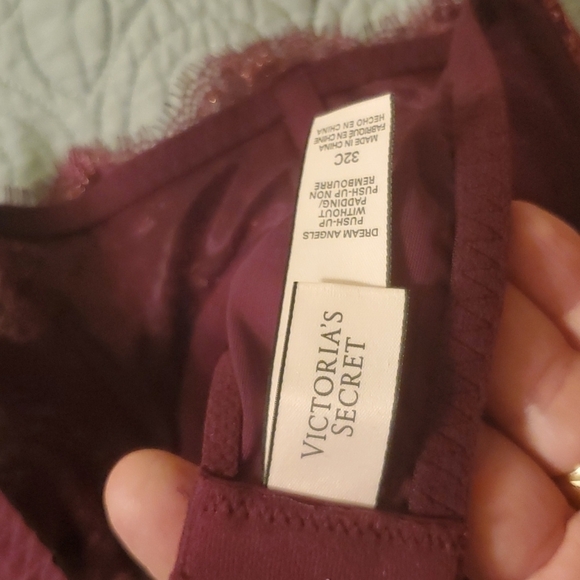 VICTORIA'S
SECRET
DREAM ANGELS
PUSH-UP
WITHOUT
PADDING/
PUSH-UP NON
REMBOURRE
32C
MADE IN CHINA
FABRIQUÉ EN CHINE
HECHO EN CHINA